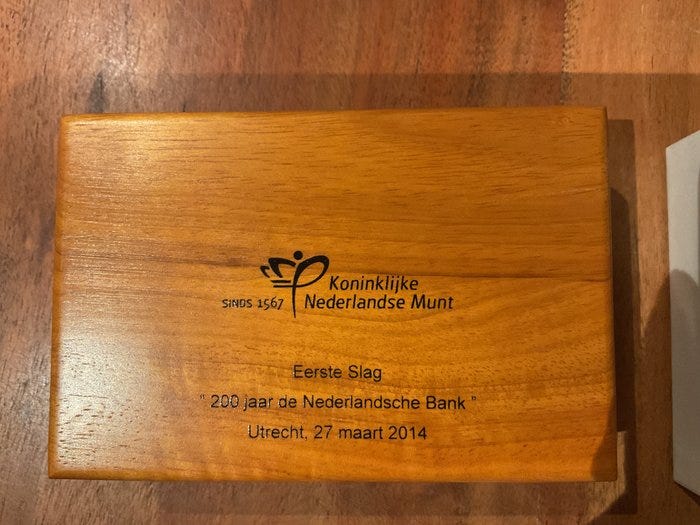 Koninklijke
SINDS 1567 Nederlandse Munt
Eerste Slag
" 200 jaar de Nederlandsche Bank "
Utrecht, 27 maart 2014